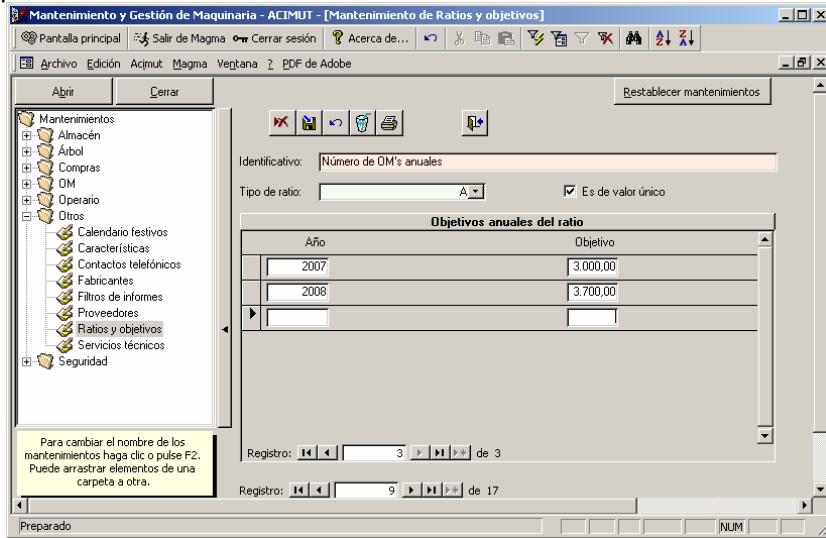 Mantenimiento y Gestión de Maquinaria - ACIMUT - [Mantenimiento de Ratios y objetivos]
Pantalla principal Salir de Magma Cerrar sesión Acerca de...
Archivo Edición Acimut Magma Ventana ? PDF de Adobe
Abrir Cerrar Restablecer mantenimientos
Mantenimientos
Almacén
Árbol
Compras
OM
Operario
Otros
Calendario festivos
Características
Contactos telefónicos
Fabricantes
Filtros de informes
Proveedores
Ratios y objetivos
Servicios técnicos
Seguridad
Para cambiar el nombre de los
mantenimientos haga clic o pulse F2.
Puede arrastrar elementos de una
carpeta a otra.
Identificativo: Número de OM's anuales
Tipo de ratio: A Es de valor único
Objetivos anuales del ratio
Año Objetivo
2007 3.000,00
2008 3.700,00
Registro: 3 de 3
Registro: 9 de 17
Preparado NUM